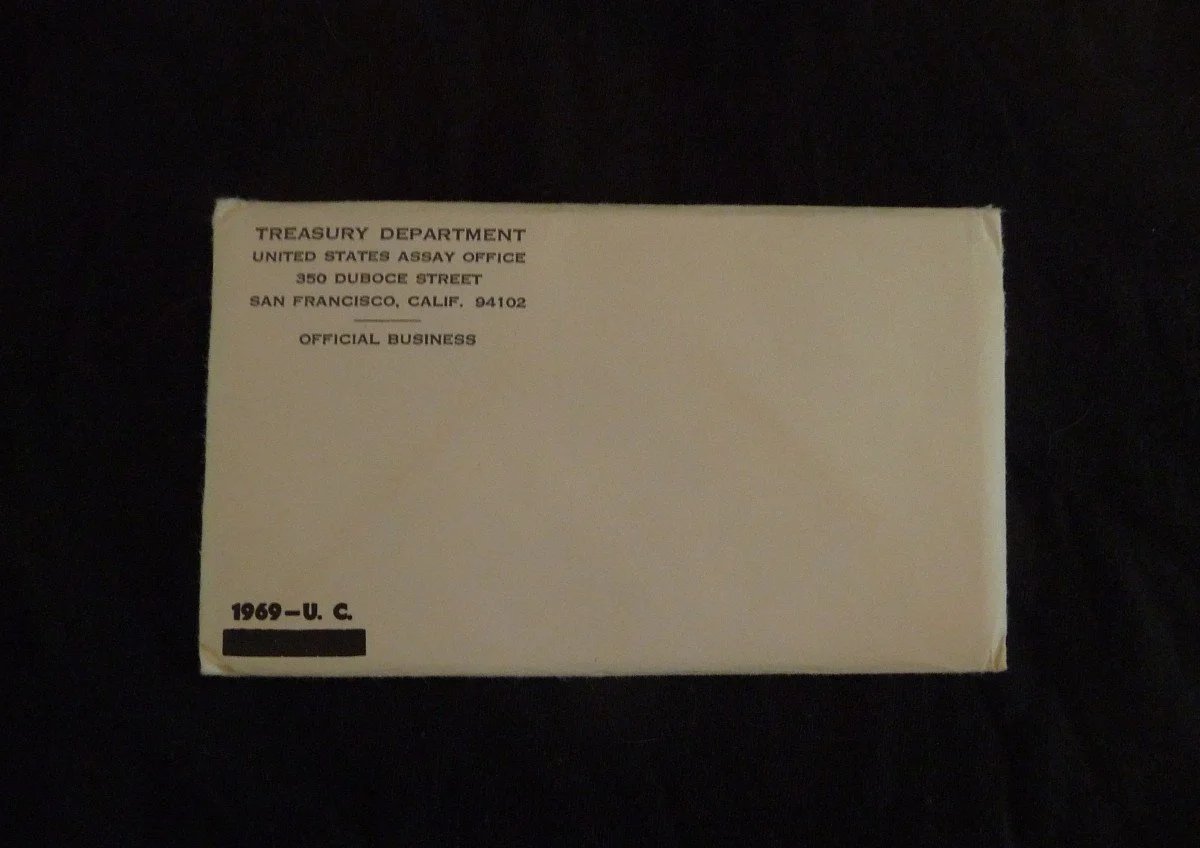 TREASURY DEPARTMENT
UNITED STATES ASSAY OFFICE
350 DUBOCE STREET
SAN FRANCISCO, CALIF. 94102
OFFICIAL BUSINESS
1969–U. C.